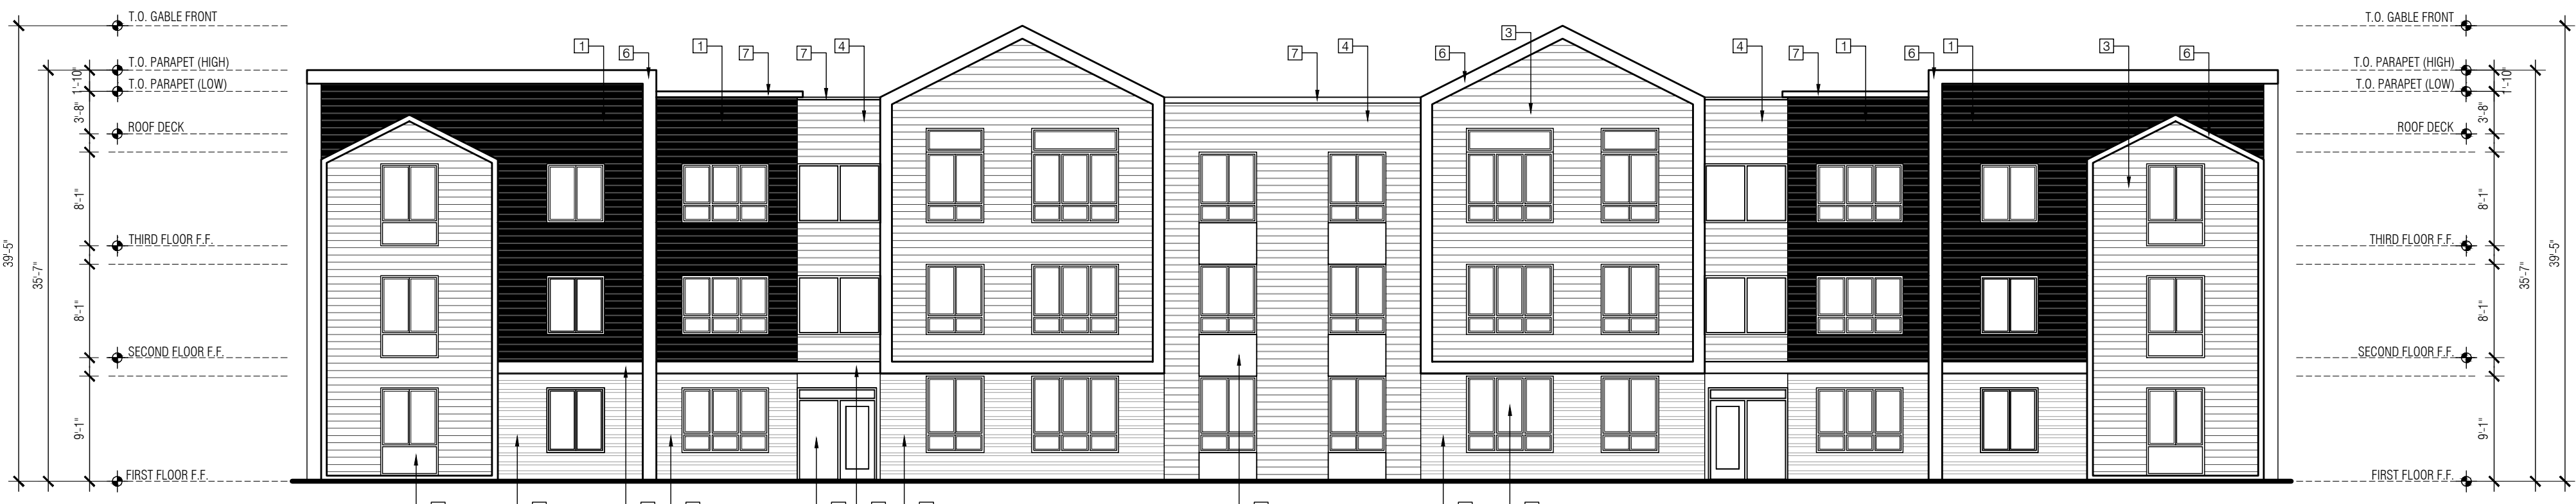 T.O. GABLE FRONT
T.O. PARAPET (HIGH)
T.O. PARAPET (LOW)
ROOF DECK
THIRD FLOOR F.F.
SECOND FLOOR F.F.
FIRST FLOOR F.F.
39'-5"
35'-7"
1'-10"
3'-8"
8'-1"
8'-1"
9'-1"
1 6 1 7 7 4 7 4 6 3 4 7 1 6 1 3 6
T.O. GABLE FRONT
T.O. PARAPET (HIGH)
T.O. PARAPET (LOW)
ROOF DECK
THIRD FLOOR F.F.
SECOND FLOOR F.F.
FIRST FLOOR F.F.
1'-10"
3'-8"
8'-1"
8'-1"
9'-1"
35'-7"
39'-5"